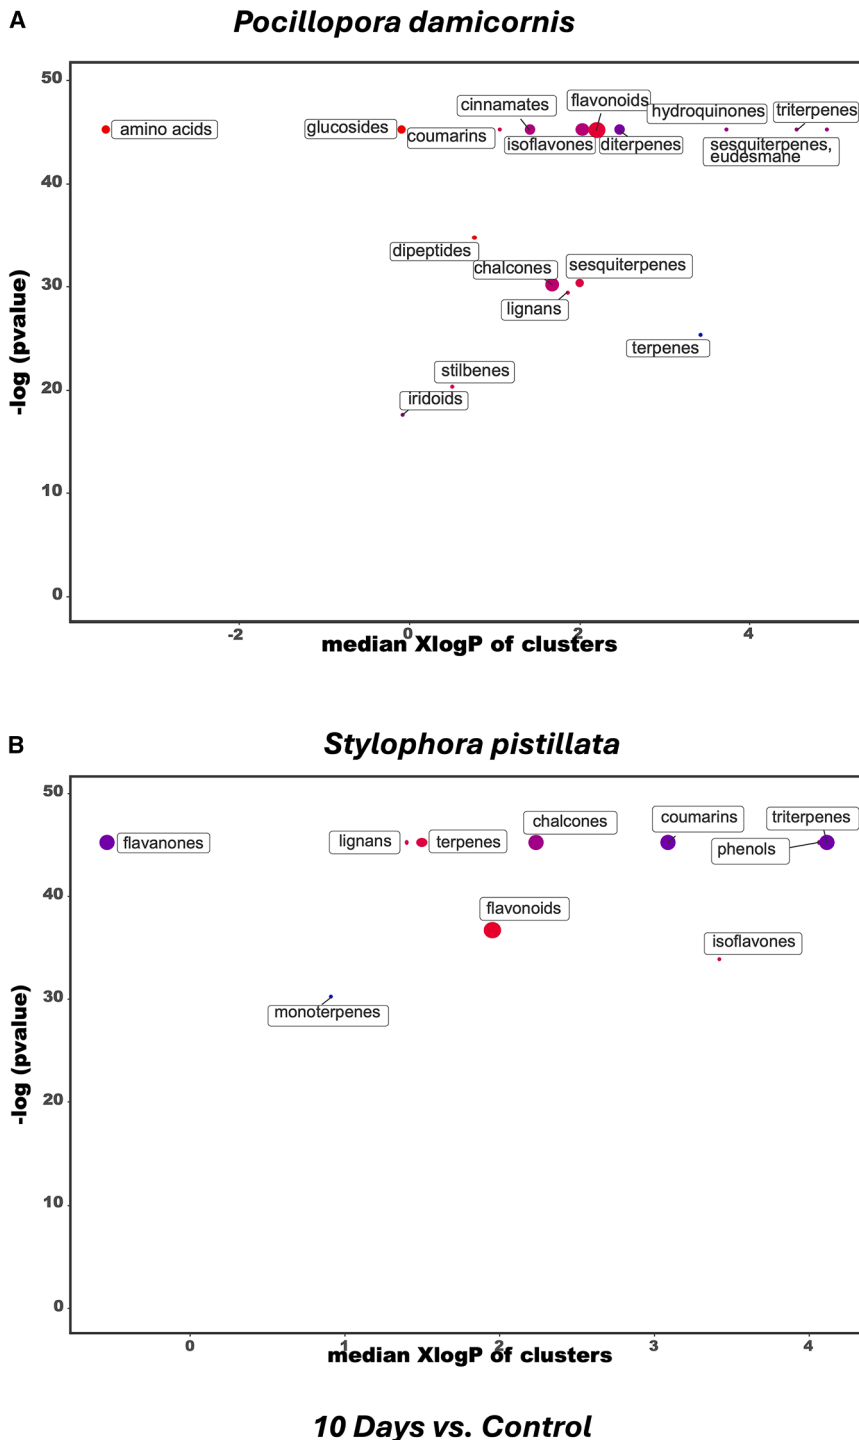 A
Pocillopora damicornis
50
40
30
20
10
0
-log (pvalue)
cinnamates
flavonoids
hydroquinones
triterpenes
amino acids
glucosides
coumarins
isoflavones
diterpenes
sesquiterpenes,
eudesmane
dipeptides
chalcones
sesquiterpenes
lignans
terpenes
stilbenes
iridoids
-2
0
2
4
median XlogP of clusters
B
Stylophora pistillata
50
40
30
20
10
0
-log (pvalue)
flavanones
lignans
terpenes
chalcones
coumarins
triterpenes
phenols
flavonoids
isoflavones
monoterpenes
0
1
2
3
4
median XlogP of clusters
10 Days vs. Control